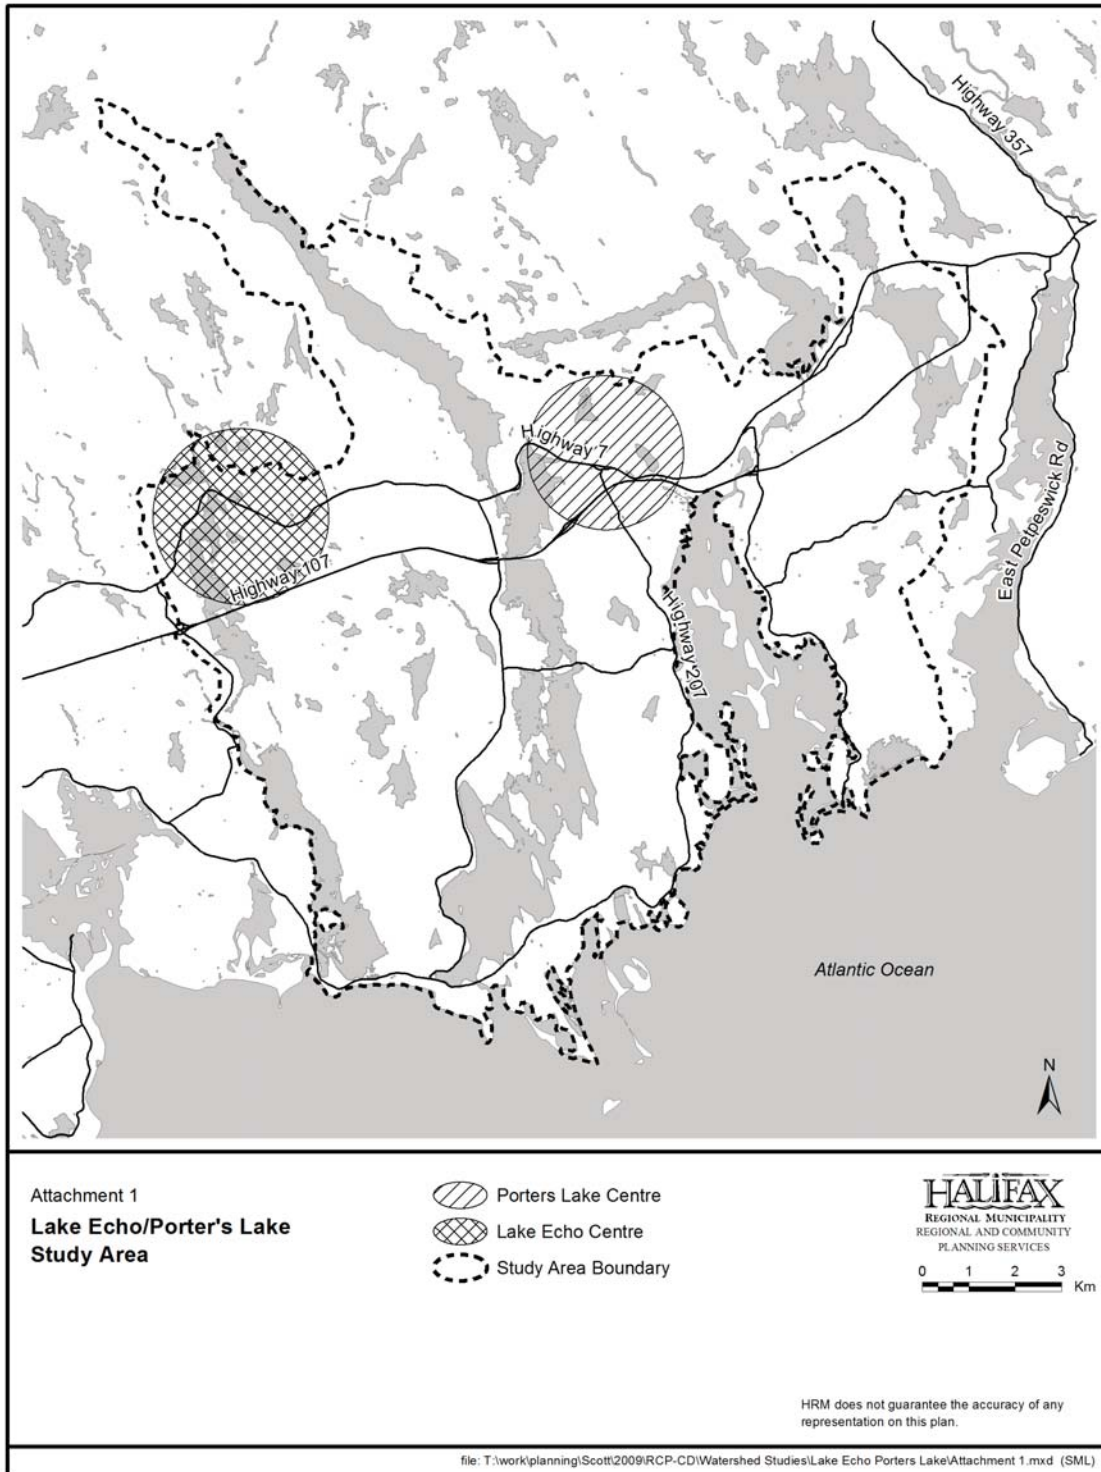 Highway 357
Highway 7
East Petpeswick Rd
Highway 107
Highway 207
Atlantic Ocean
N
Attachment 1
Lake Echo/Porter's Lake
Study Area
Porters Lake Centre
Lake Echo Centre
Study Area Boundary
HALIFAX
REGIONAL MUNICIPALITY
REGIONAL AND COMMUNITY
PLANNING SERVICES
0 1 2 3
Km
HRM does not guarantee the accuracy of any
representation on this plan.
file: T:\work\planning\Scott\2009\RCP-CD\Watershed Studies\Lake Echo Porters Lake\Attachment 1.mxd (SML)